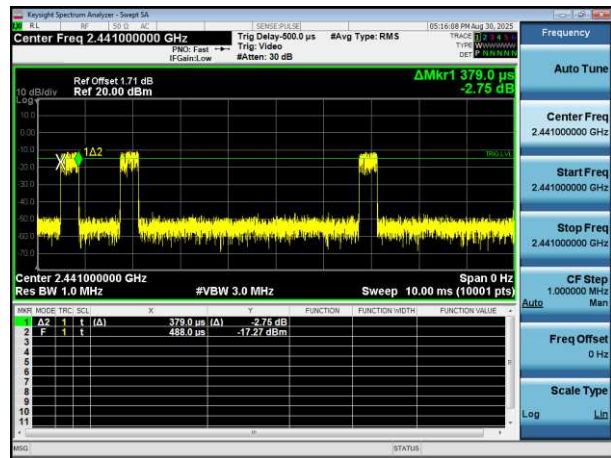 Keysight Spectrum Analyzer - Swept SA
RL RF 50 Ω AC SENSE:PULSE 05:16:08 PM Aug 30, 2025
Center Freq 2.441000000 GHz
PNO: Fast
IFGain:Low
Trig Delay-500.0 µs
Trig: Video
#Atten: 30 dB
#Avg Type: RMS
TRACE 1 2 3 4 5 6
TYPE W
DET P N N N N N
ΔMkr1 379.0 µs
-2.75 dB
Ref Offset 1.71 dB
10 dB/div Ref 20.00 dBm
Log
10.0
0.00
-10.0
-20.0
-30.0
-40.0
-50.0
-60.0
-70.0
1Δ2
TRIG LVL
Center 2.441000000 GHz Span 0 Hz
Res BW 1.0 MHz #VBW 3.0 MHz Sweep 10.00 ms (10001 pts)
MKR MODE TRC SCL X Y FUNCTION FUNCTION WIDTH FUNCTION VALUE
1 Δ2 1 t (Δ) 379.0 µs (Δ) -2.75 dB
2 F 1 t 488.0 µs -17.27 dBm
3
4
5
6
7
8
9
10
11
MSG STATUS
Frequency
Auto Tune
Center Freq
2.441000000 GHz
Start Freq
2.441000000 GHz
Stop Freq
2.441000000 GHz
CF Step
1.000000 MHz
Auto Man
Freq Offset
0 Hz
Scale Type
Log Lin